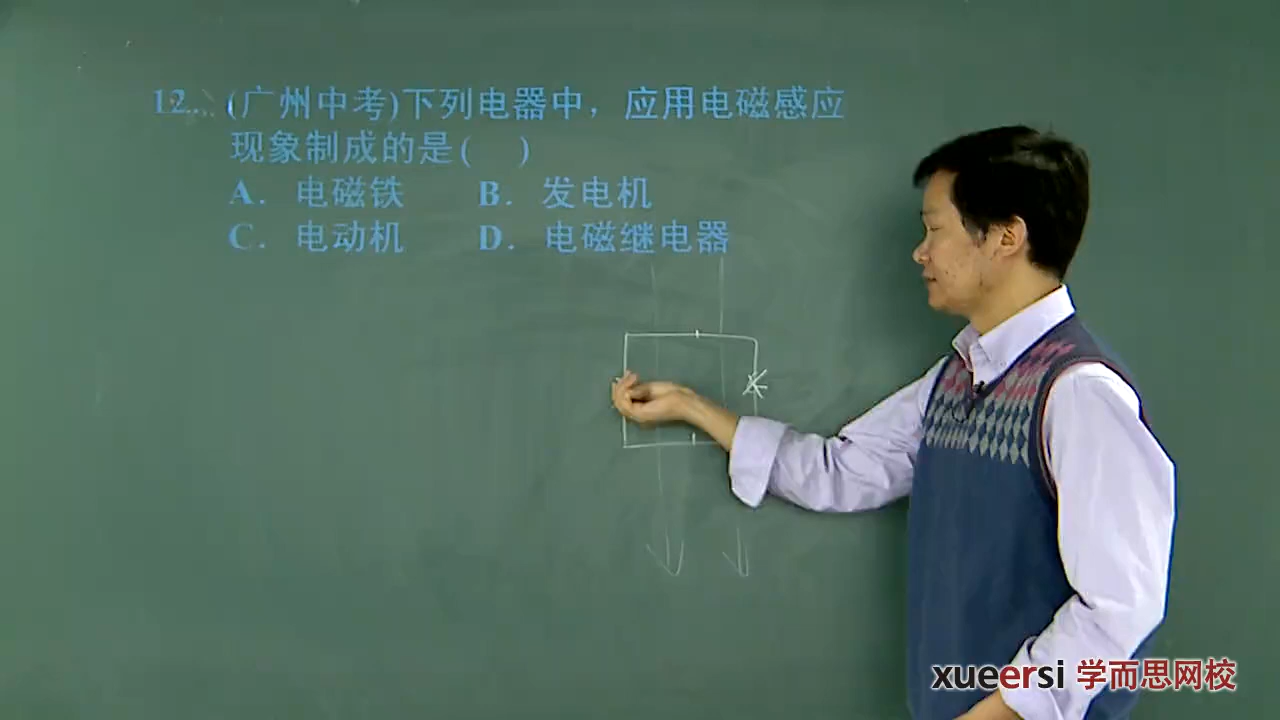 12. (广州中考)下列电器中，应用电磁感应
现象制成的是(　)
A．电磁铁　　B．发电机
C．电动机　　D．电磁继电器
xueersi 学而思网校